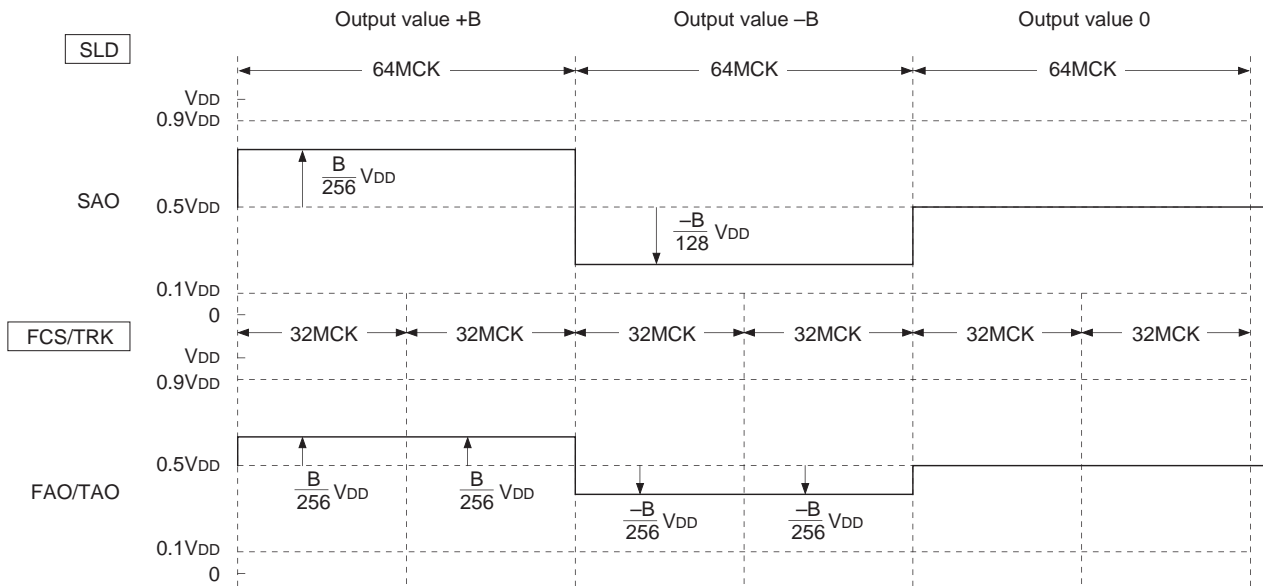 Output value +B
Output value –B
Output value 0
SLD
64MCK
64MCK
64MCK
VDD
0.9VDD
B
256
VDD
SAO
0.5VDD
–B
128
VDD
0.1VDD
0
FCS/TRK
32MCK
32MCK
32MCK
32MCK
32MCK
32MCK
VDD
0.9VDD
0.5VDD
FAO/TAO
B
256
VDD
B
256
VDD
–B
256
VDD
–B
256
VDD
0.1VDD
0